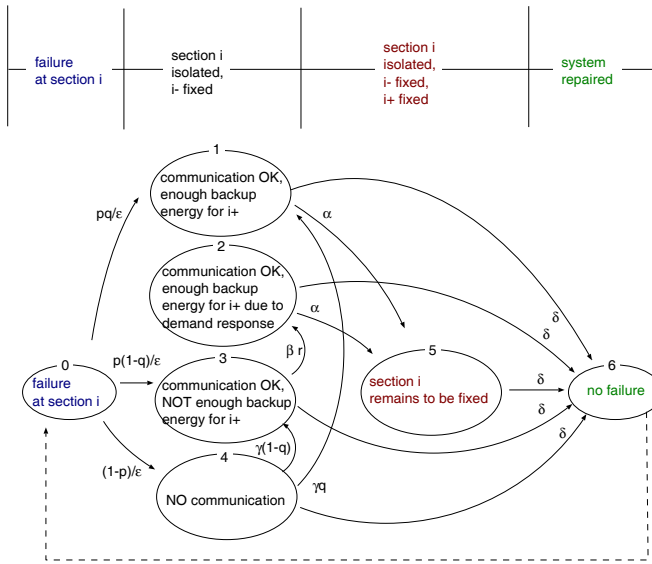 failure
at section i
section i
isolated,
i- fixed
section i
isolated,
i- fixed,
i+ fixed
system
repaired
1
communication OK,
enough backup
energy for i+
pq/ε
α
2
communication OK,
enough backup
energy for i+ due to
demand response
α
δ
δ
β r
0
failure
at section i
p(1-q)/ε
3
communication OK,
NOT enough backup
energy for i+
5
section i
remains to be fixed
δ
6
no failure
δ
γ(1-q)
δ
(1-p)/ε
4
NO communication
γq